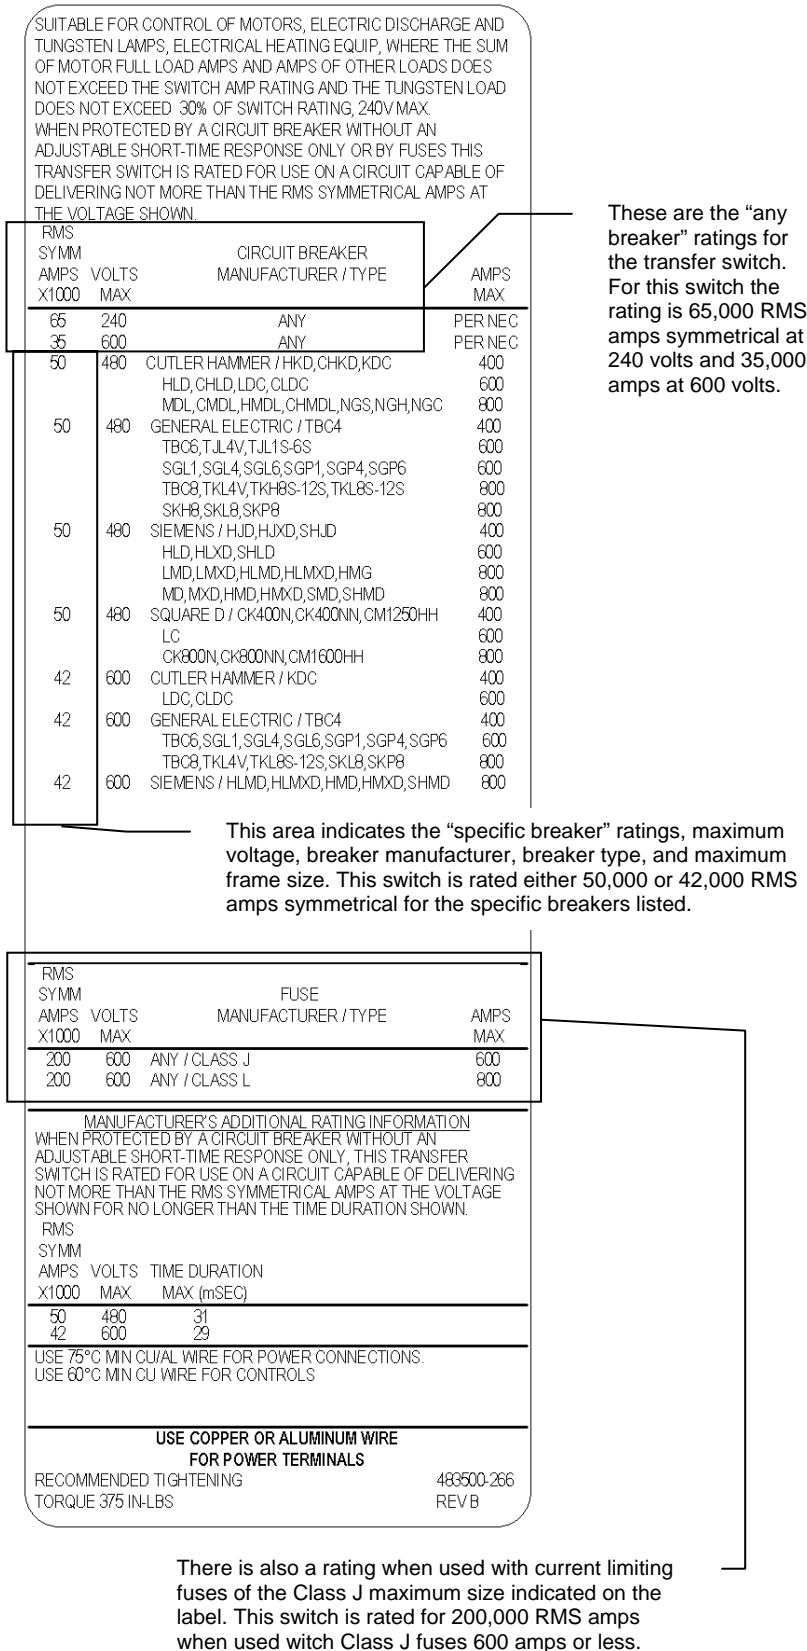 SUITABLE FOR CONTROL OF MOTORS, ELECTRIC DISCHARGE AND
TUNGSTEN LAMPS, ELECTRICAL HEATING EQUIP, WHERE THE SUM
OF MOTOR FULL LOAD AMPS AND AMPS OF OTHER LOADS DOES
NOT EXCEED THE SWITCH AMP RATING AND THE TUNGSTEN LOAD
DOES NOT EXCEED 30% OF SWITCH RATING, 240V MAX.
WHEN PROTECTED BY A CIRCUIT BREAKER WITHOUT AN
ADJUSTABLE SHORT-TIME RESPONSE ONLY OR BY FUSES THIS
TRANSFER SWITCH IS RATED FOR USE ON A CIRCUIT CAPABLE OF
DELIVERING NOT MORE THAN THE RMS SYMMETRICAL AMPS AT
THE VOLTAGE SHOWN.
RMS
SYMM CIRCUIT BREAKER
AMPS VOLTS MANUFACTURER / TYPE AMPS
X1000 MAX MAX
65 240 ANY PER NEC
35 600 ANY PER NEC
50 480 CUTLER HAMMER / HKD, CHKD, KDC 400
HLD, CHLD, LDC, CLDC 600
MDL, CMDL, HMDL, CHMDL, NGS, NGH, NGC 800
50 480 GENERAL ELECTRIC / TBC4 400
TBC6, TJL4V, TJL1S-6S 600
SGL1, SGL4, SGL6, SGP1, SGP4, SGP6 600
TBC8, TKL4V, TKH8S-12S, TKL8S-12S 800
SKH8, SKL8, SKP8 800
50 480 SIEMENS / HJD, HJXD, SHJD 400
HLD, HLXD, SHLD 600
LMD, LMXD, HLMD, HLMXD, HMG 800
MD, MXD, HMD, HMXD, SMD, SHMD 800
50 480 SQUARE D / CK400N, CK400NN, CM1250HH 400
LC 600
CK800N, CK800NN, CM1600HH 800
42 600 CUTLER HAMMER / KDC 400
LDC, CLDC 600
42 600 GENERAL ELECTRIC / TBC4 400
TBC6, SGL1, SGL4, SGL6, SGP1, SGP4, SGP6 600
TBC8, TKL4V, TKL8S-12S, SKL8, SKP8 800
42 600 SIEMENS / HLMD, HLMXD, HMD, HMXD, SHMD 800
These are the “any
breaker” ratings for
the transfer switch.
For this switch the
rating is 65,000 RMS
amps symmetrical at
240 volts and 35,000
amps at 600 volts.
This area indicates the “specific breaker” ratings, maximum
voltage, breaker manufacturer, breaker type, and maximum
frame size. This switch is rated either 50,000 or 42,000 RMS
amps symmetrical for the specific breakers listed.
RMS
SYMM FUSE
AMPS VOLTS MANUFACTURER / TYPE AMPS
X1000 MAX MAX
200 600 ANY / CLASS J 600
200 600 ANY / CLASS L 800
MANUFACTURER'S ADDITIONAL RATING INFORMATION
WHEN PROTECTED BY A CIRCUIT BREAKER WITHOUT AN
ADJUSTABLE SHORT-TIME RESPONSE ONLY, THIS TRANSFER
SWITCH IS RATED FOR USE ON A CIRCUIT CAPABLE OF DELIVERING
NOT MORE THAN THE RMS SYMMETRICAL AMPS AT THE VOLTAGE
SHOWN FOR NO LONGER THAN THE TIME DURATION SHOWN.
RMS
SYMM
AMPS VOLTS TIME DURATION
X1000 MAX MAX (mSEC)
50 480 31
42 600 29
USE 75°C MIN CU/AL WIRE FOR POWER CONNECTIONS.
USE 60°C MIN CU WIRE FOR CONTROLS
USE COPPER OR ALUMINUM WIRE
FOR POWER TERMINALS
RECOMMENDED TIGHTENING 483500-266
TORQUE 375 IN-LBS REV B
There is also a rating when used with current limiting
fuses of the Class J maximum size indicated on the
label. This switch is rated for 200,000 RMS amps
when used witch Class J fuses 600 amps or less.